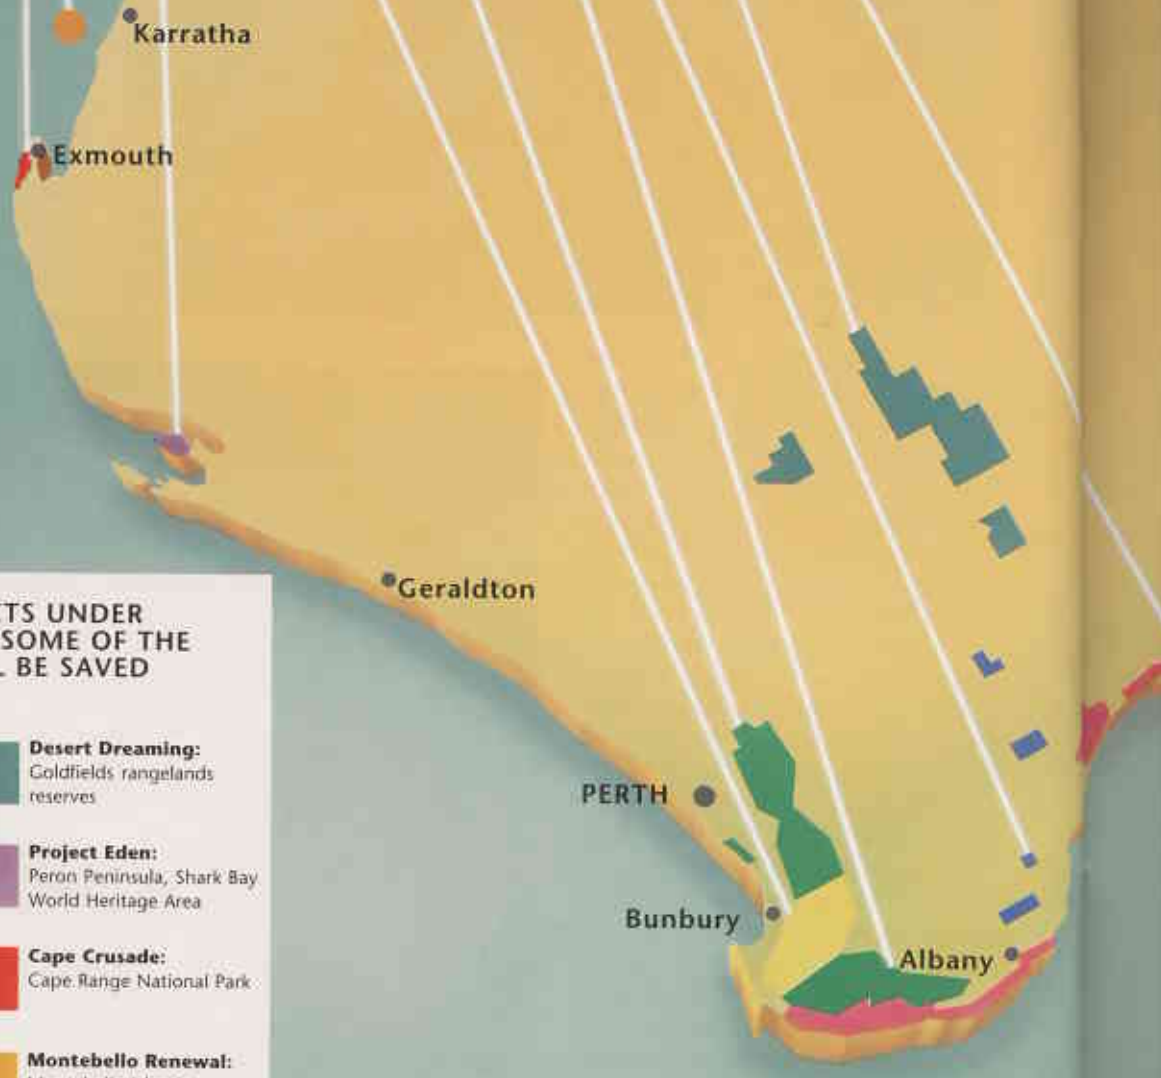 Karratha
Exmouth
Geraldton
UNDER
SOME OF THE
BE SAVED
Desert Dreaming:
Goldfields rangelands
reserves
PERTH
Project Eden:
Peron Peninsula, Shark Bay
World Heritage Area
Bunbury
Albany
Cape Crusade:
Cape Range National Park
Montebello Renewal: